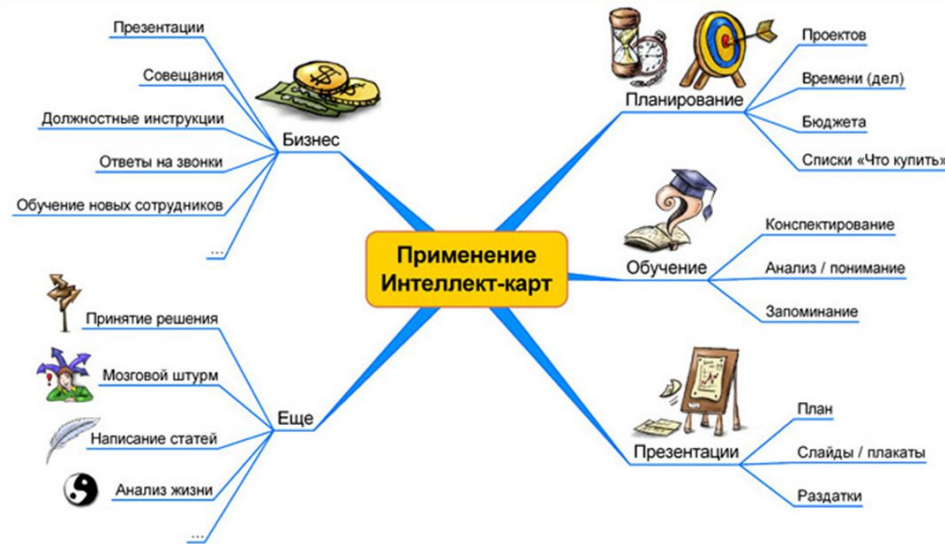 Применение
Интеллект-карт
Планирование
Проектов
Времени (дел)
Бюджета
Списки «Что купить»
Обучение
Конспектирование
Анализ / понимание
Запоминание
Презентации
План
Слайды / плакаты
Раздатки
Бизнес
Презентации
Совещания
Должностные инструкции
Ответы на звонки
Обучение новых сотрудников
...
Еще
Принятие решения
Мозговой штурм
Написание статей
Анализ жизни
...